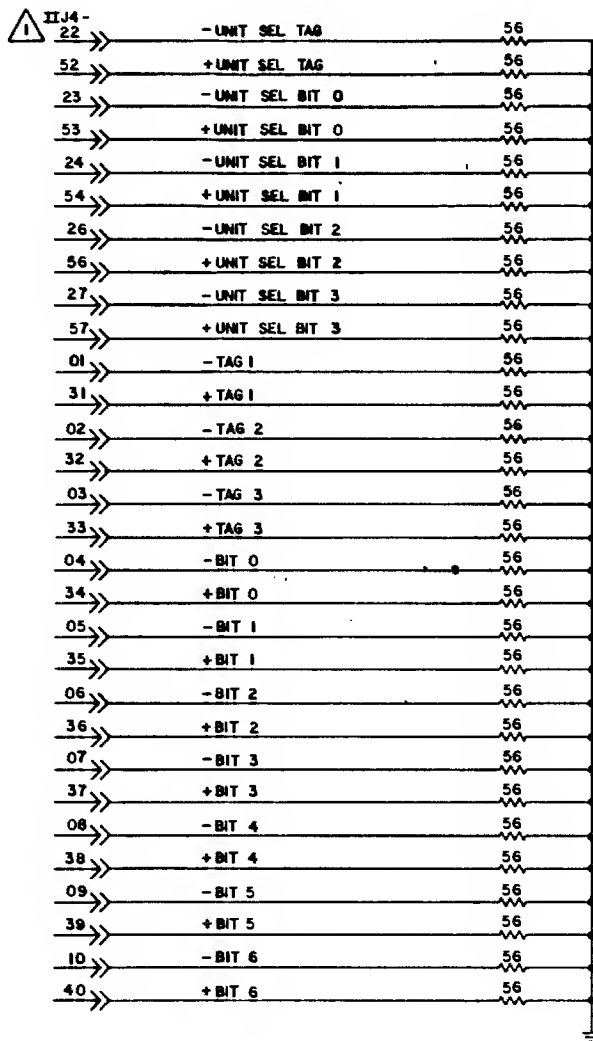 1 IIJ4-
22 -UNIT SEL TAG 56
52 +UNIT SEL TAG 56
23 -UNIT SEL BIT 0 56
53 +UNIT SEL BIT 0 56
24 -UNIT SEL BIT 1 56
54 +UNIT SEL BIT 1 56
26 -UNIT SEL BIT 2 56
56 +UNIT SEL BIT 2 56
27 -UNIT SEL BIT 3 56
57 +UNIT SEL BIT 3 56
01 -TAG 1 56
31 +TAG 1 56
02 -TAG 2 56
32 +TAG 2 56
03 -TAG 3 56
33 +TAG 3 56
04 -BIT 0 56
34 +BIT 0 56
05 -BIT 1 56
35 +BIT 1 56
06 -BIT 2 56
36 +BIT 2 56
07 -BIT 3 56
37 +BIT 3 56
08 -BIT 4 56
38 +BIT 4 56
09 -BIT 5 56
39 +BIT 5 56
10 -BIT 6 56
40 +BIT 6 56